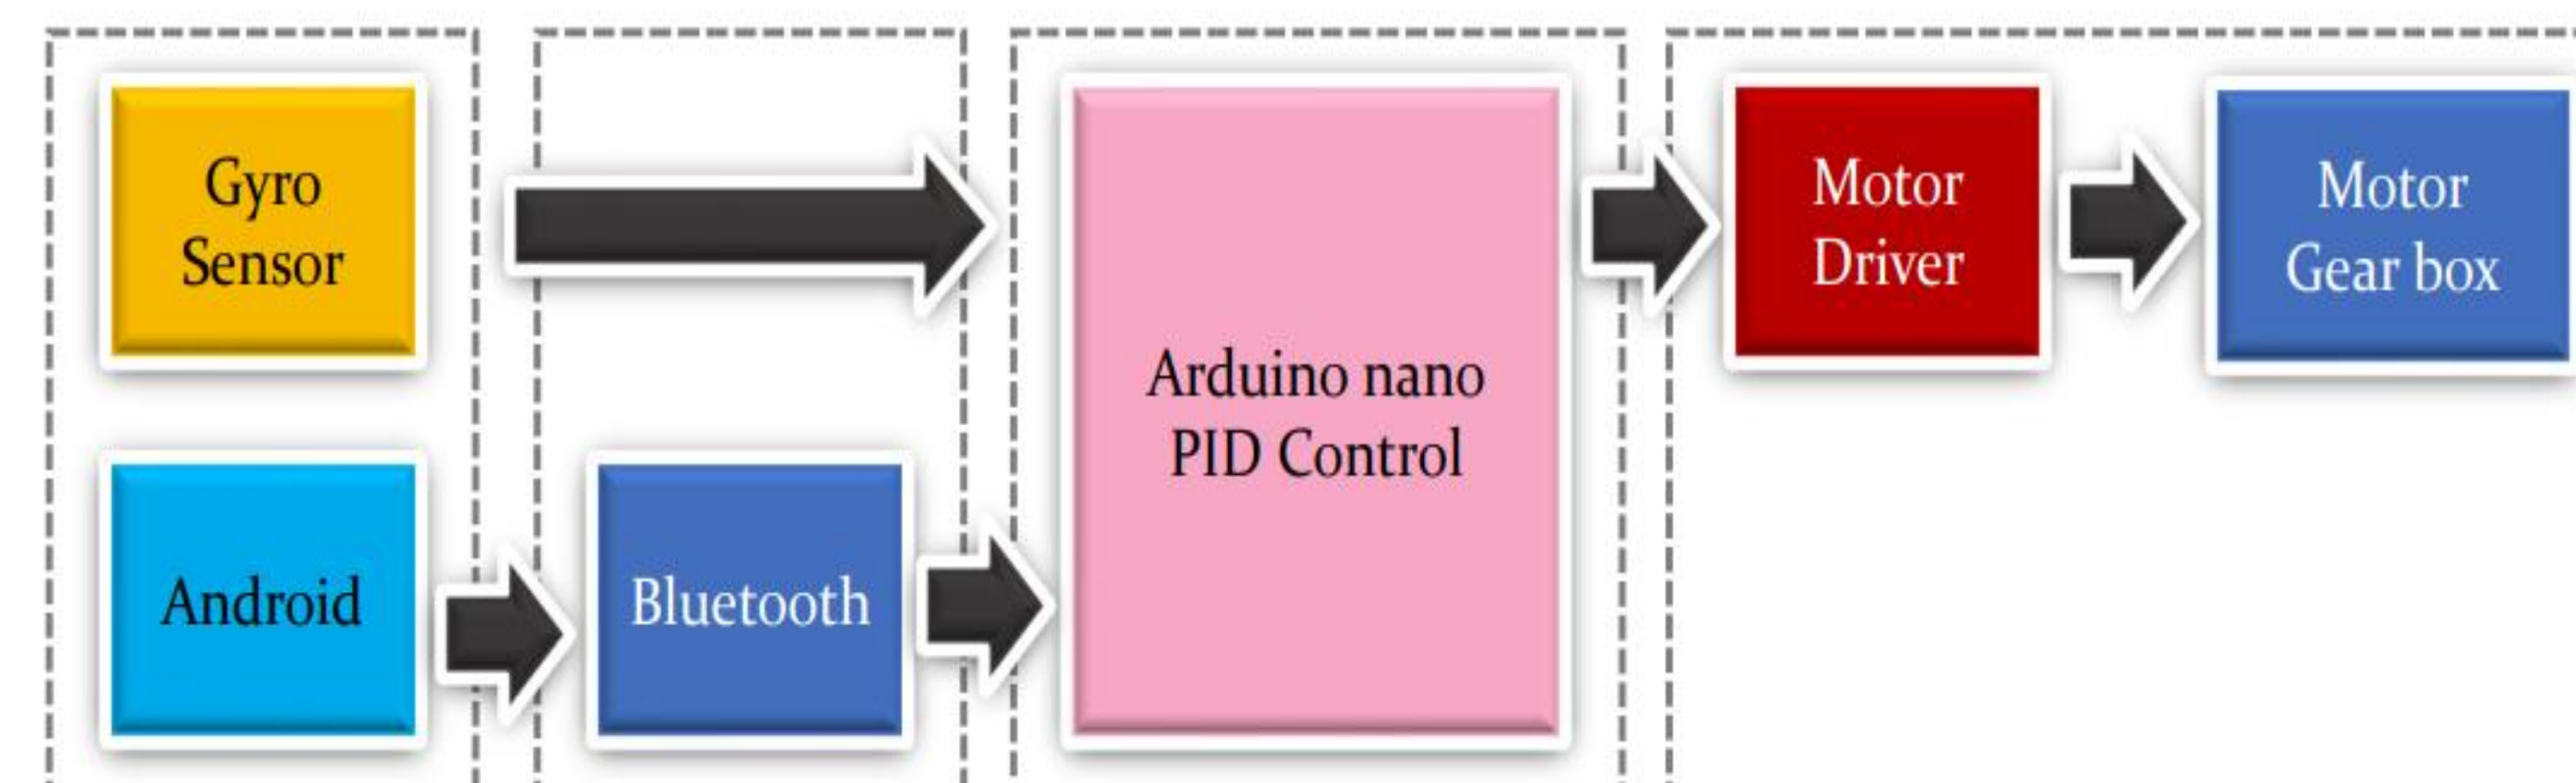 Gyro
Sensor
Android
Bluetooth
Arduino nano
PID Control
Motor
Driver
Motor
Gear box